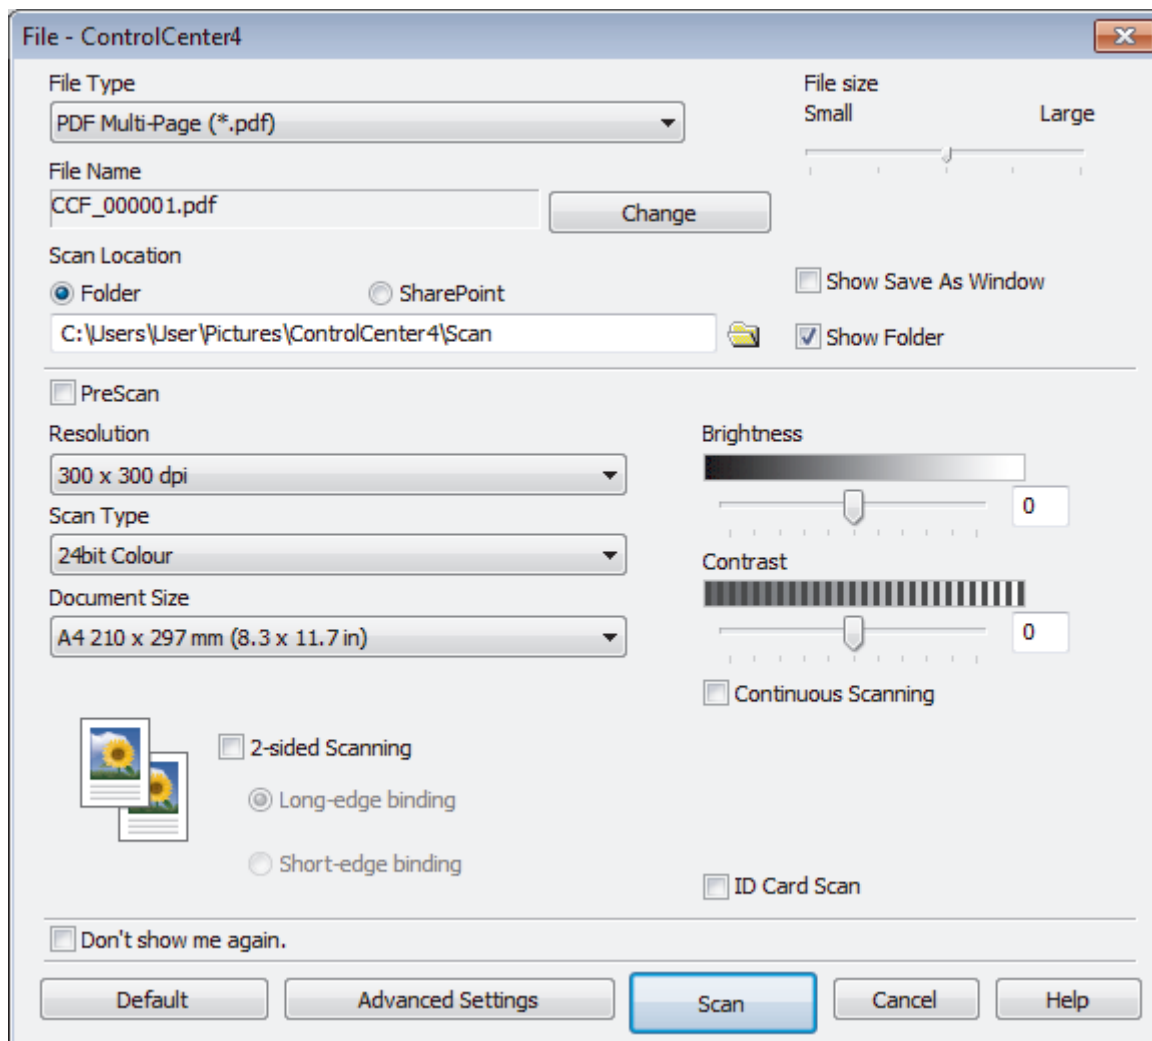 File - ControlCenter4
File Type
PDF Multi-Page (*.pdf)
File size
Small Large
File Name
CCF_000001.pdf
Change
Scan Location
Folder SharePoint
Show Save As Window
C:\Users\User\Pictures\ControlCenter4\Scan
Show Folder
PreScan
Resolution
300 x 300 dpi
Scan Type
24bit Colour
Document Size
A4 210 x 297 mm (8.3 x 11.7 in)
Brightness
0
Contrast
0
Continuous Scanning
2-sided Scanning
Long-edge binding
Short-edge binding
ID Card Scan
Don't show me again.
Default Advanced Settings Scan Cancel Help